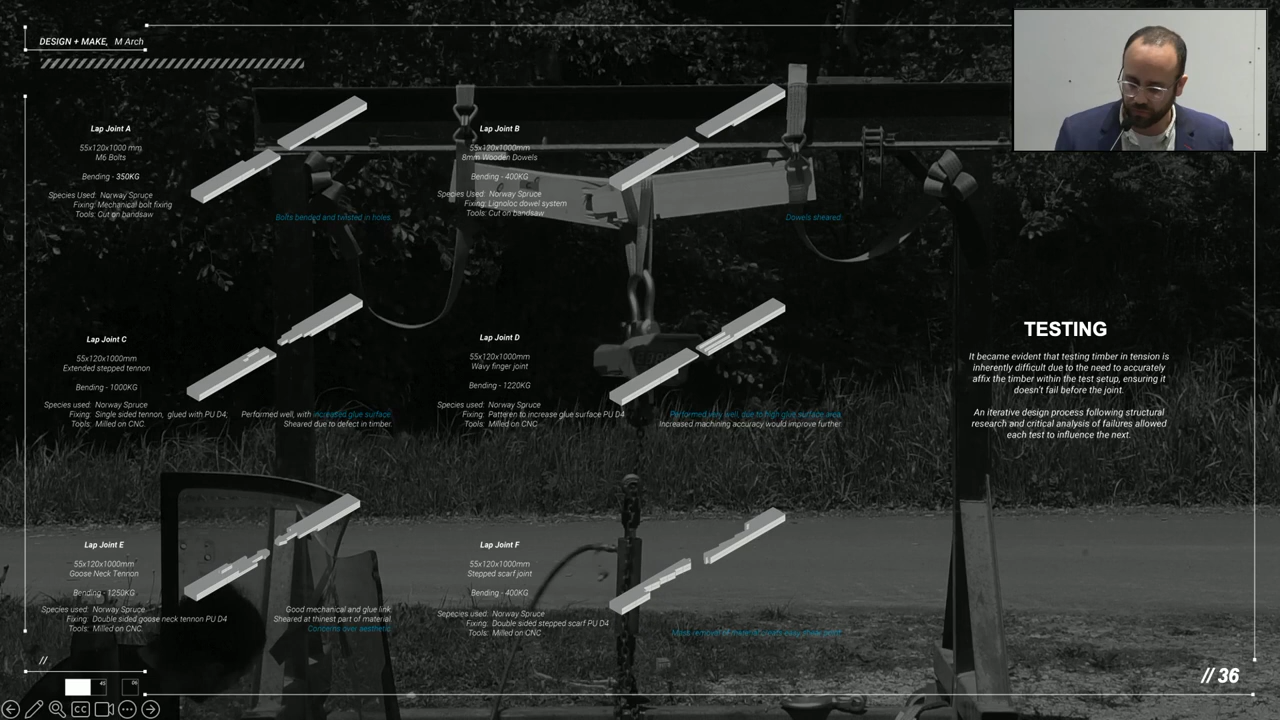 DESIGN + MAKE, M Arch
Lap Joint A
55x120x1000 mm
M6 Bolts
Bending - 350KG
Species Used: Norway Spruce
Fixing: Mechanical bolt fixing
Tools: Cut on bandsaw
Bolts bended and twisted in holes.
Lap Joint B
55x120x1000mm
8mm Wooden Dowels
Bending - 400KG
Species Used: Norway Spruce
Fixing: Lignoloc dowel system
Tools: Cut on bandsaw
Dowels sheared
Lap Joint C
55x120x1000mm
Extended stepped tennon
Bending - 1000KG
Species used: Norway Spruce
Fixing: Single sided tennon, glued with PU D4,
Tools: Milled on CNC
Performed well, with increased glue surface.
Sheared due to defect in timber.
Lap Joint D
55x120x1000mm
Wavy finger joint
Bending - 1220KG
Species used: Norway Spruce
Fixing: Patteren to increase glue surface PU D4
Tools: Milled on CNC
Performed very well, due to high glue surface area.
Increased machining accuracy would improve further
Lap Joint E
55x120x1000mm
Goose Neck Tennon
Bending - 1250KG
Species used: Norway Spruce
Fixing: Double sided goose neck tennon PU D4
Tools: Milled on CNC.
Good mechanical and glue link
Sheared at thinest part of material.
Concerns over aesthetic.
Lap Joint F
55x120x1000mm
Stepped scarf joint
Bending - 400KG
Sepecies used: Norway Spruce
Fixing: Double sided stepped scarf PU D4
Tools: Milled on CNC
TESTING
It became evident that testing timber in tension is
inherently difficult due to the need to accurately
affix the timber within the test setup, ensuring it
doesn't fail before the joint.
An iterative design process following structural
research and critical analysis of failures allowed
each test to influence the next.
//
// 36
45
06
CC